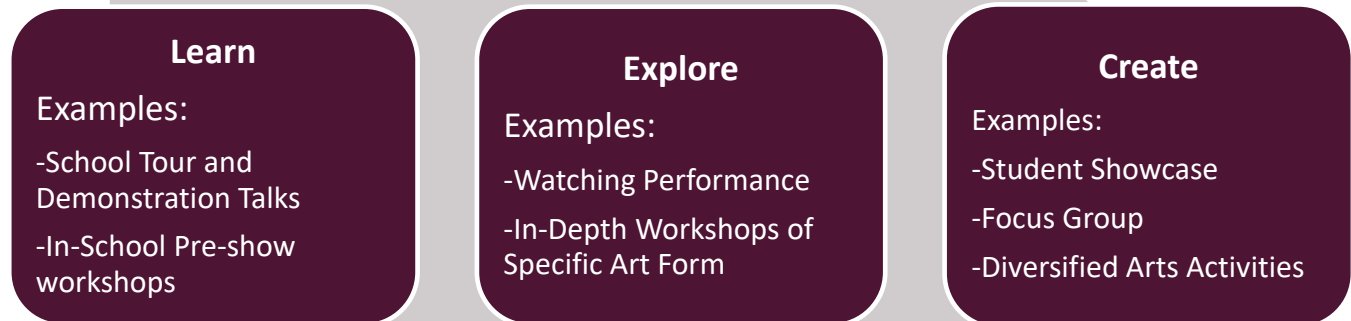 Learn
Examples:
-School Tour and
Demonstration Talks
-In-School Pre-show
workshops
Explore
Examples:
-Watching Performance
-In-Depth Workshops of
Specific Art Form
Create
Examples:
-Student Showcase
-Focus Group
-Diversified Arts Activities